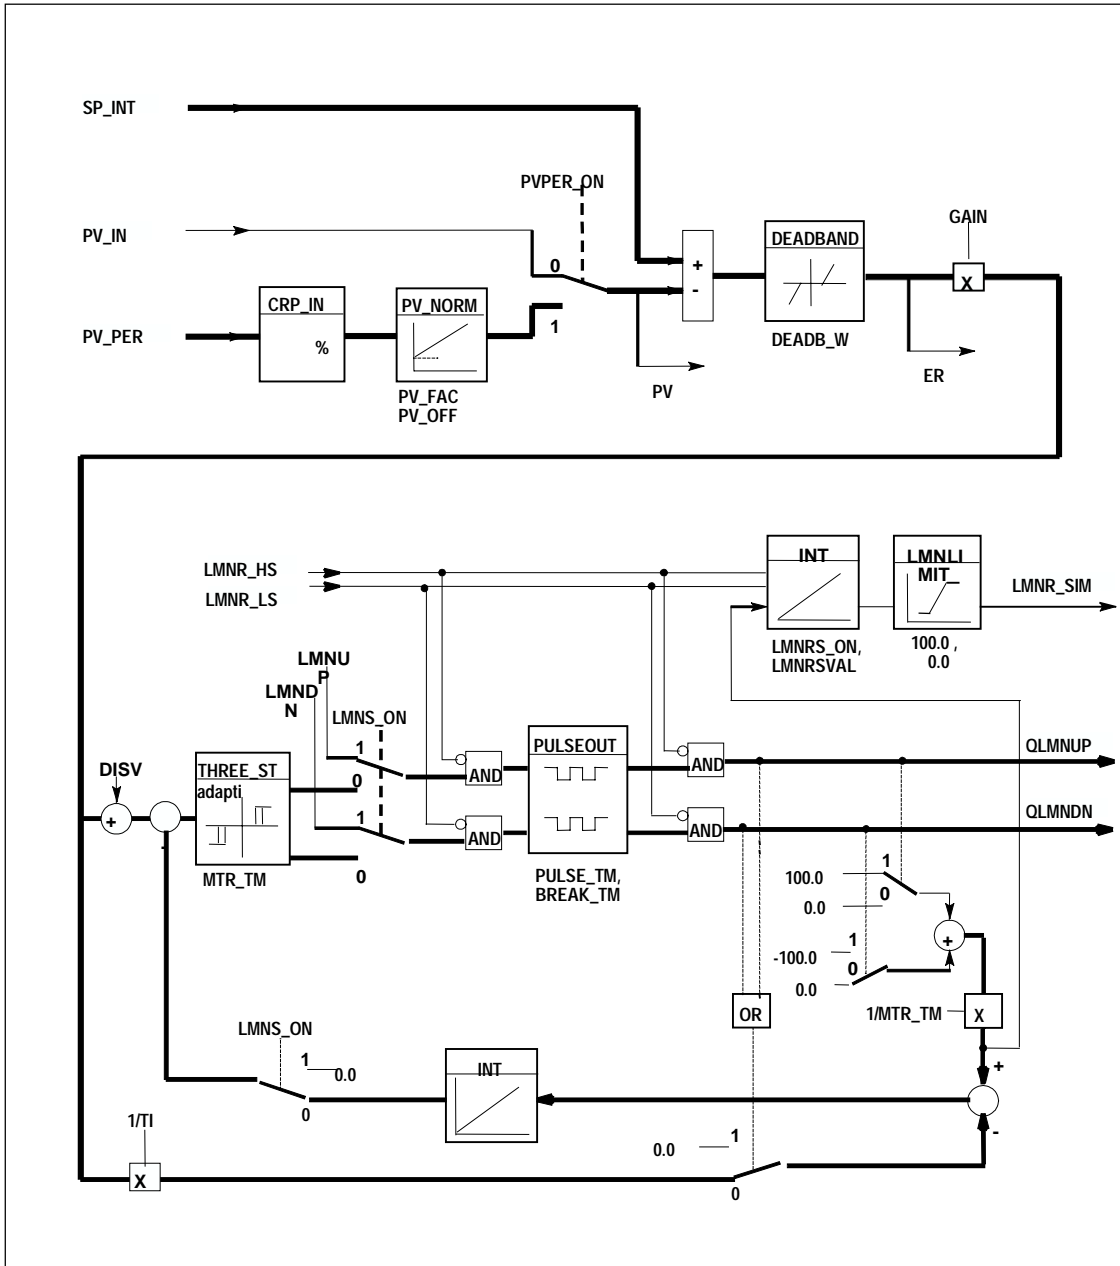 SP_INT
PVPER_ON
GAIN
PV_IN
DEADBAND
+
-
X
0
1
CRP_IN
%
PV_NORM
PV_PER
DEADB_W
PV_FAC
PV_OFF
PV
ER
LMNR_HS
LMNR_LS
INT
LMNLI
MIT
LMNR_SIM
LMNRS_ON,
LMNRSVAL
100.0 ,
0.0
LMNU
P
LMND
N
LMNS_ON
1
0
1
0
PULSEOUT
AND
AND
AND
AND
QLMNUP
QLMNDN
DISV
+
-
THREE_ST
adapti
MTR_TM
PULSE_TM,
BREAK_TM
100.0
1
0
0.0
+
1
-100.0
0
0.0
OR
1/MTR_TM
X
LMNS_ON
1
0.0
0
INT
+
-
1/TI
X
0.0
1
0